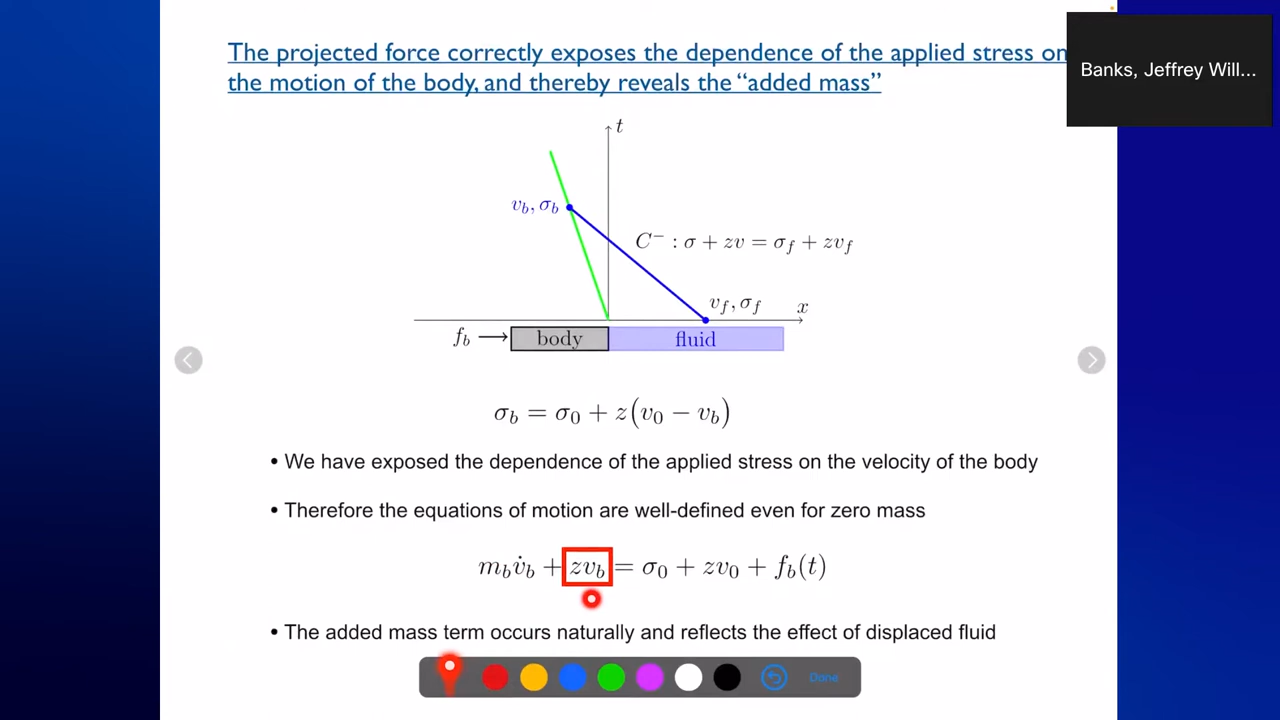 The projected force correctly exposes the dependence of the applied stress on
the motion of the body, and thereby reveals the “added mass”
Banks, Jeffrey Will...
t
v_b, σ_b
C⁻ : σ + zv = σ_f + zv_f
v_f, σ_f
x
f_b →
body
fluid
σ_b = σ_0 + z(v_0 − v_b)
• We have exposed the dependence of the applied stress on the velocity of the body
• Therefore the equations of motion are well-defined even for zero mass
m_b v̇_b + zv_b = σ_0 + zv_0 + f_b(t)
• The added mass term occurs naturally and reflects the effect of displaced fluid
Done